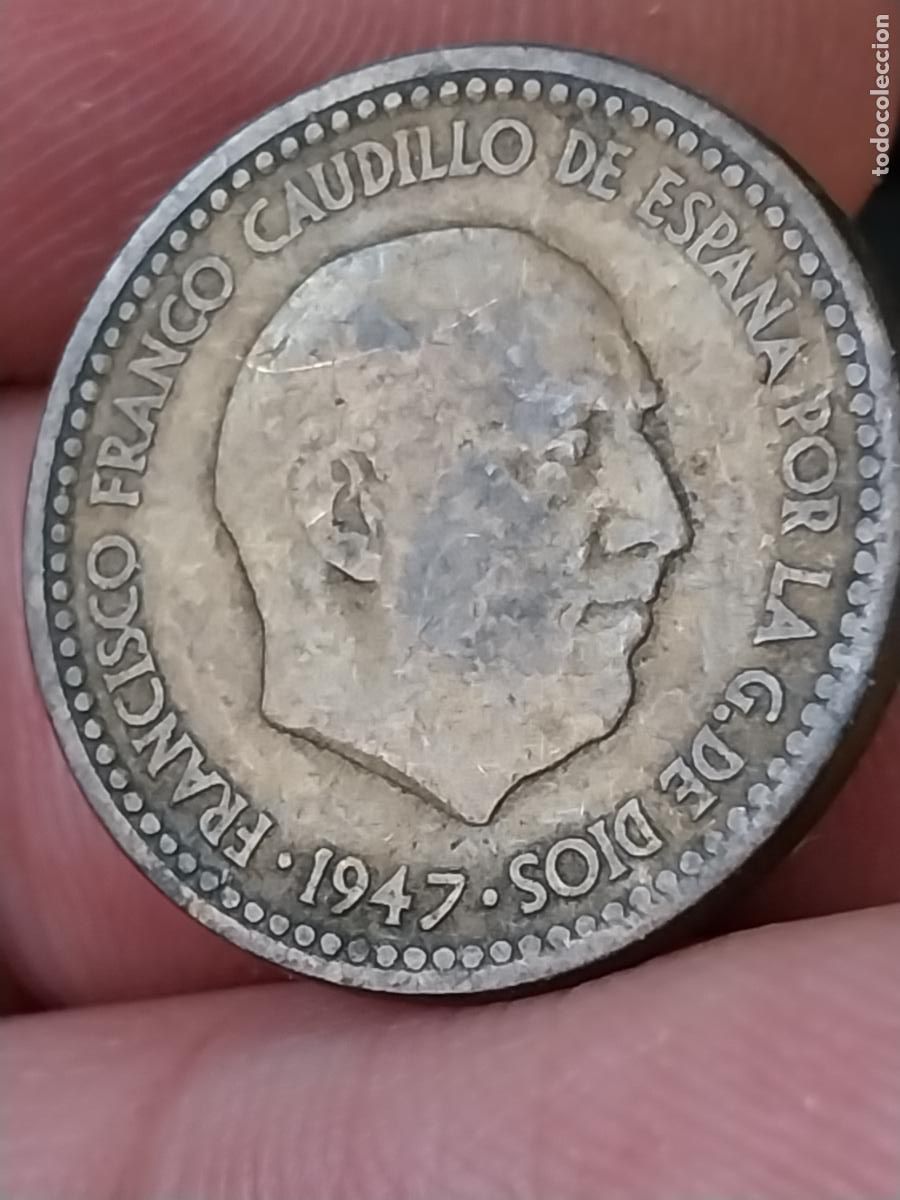 FRANCISCO FRANCO CAUDILLO DE ESPAÑA POR LA G. DE DIOS
· 1947 ·
todocoleccion